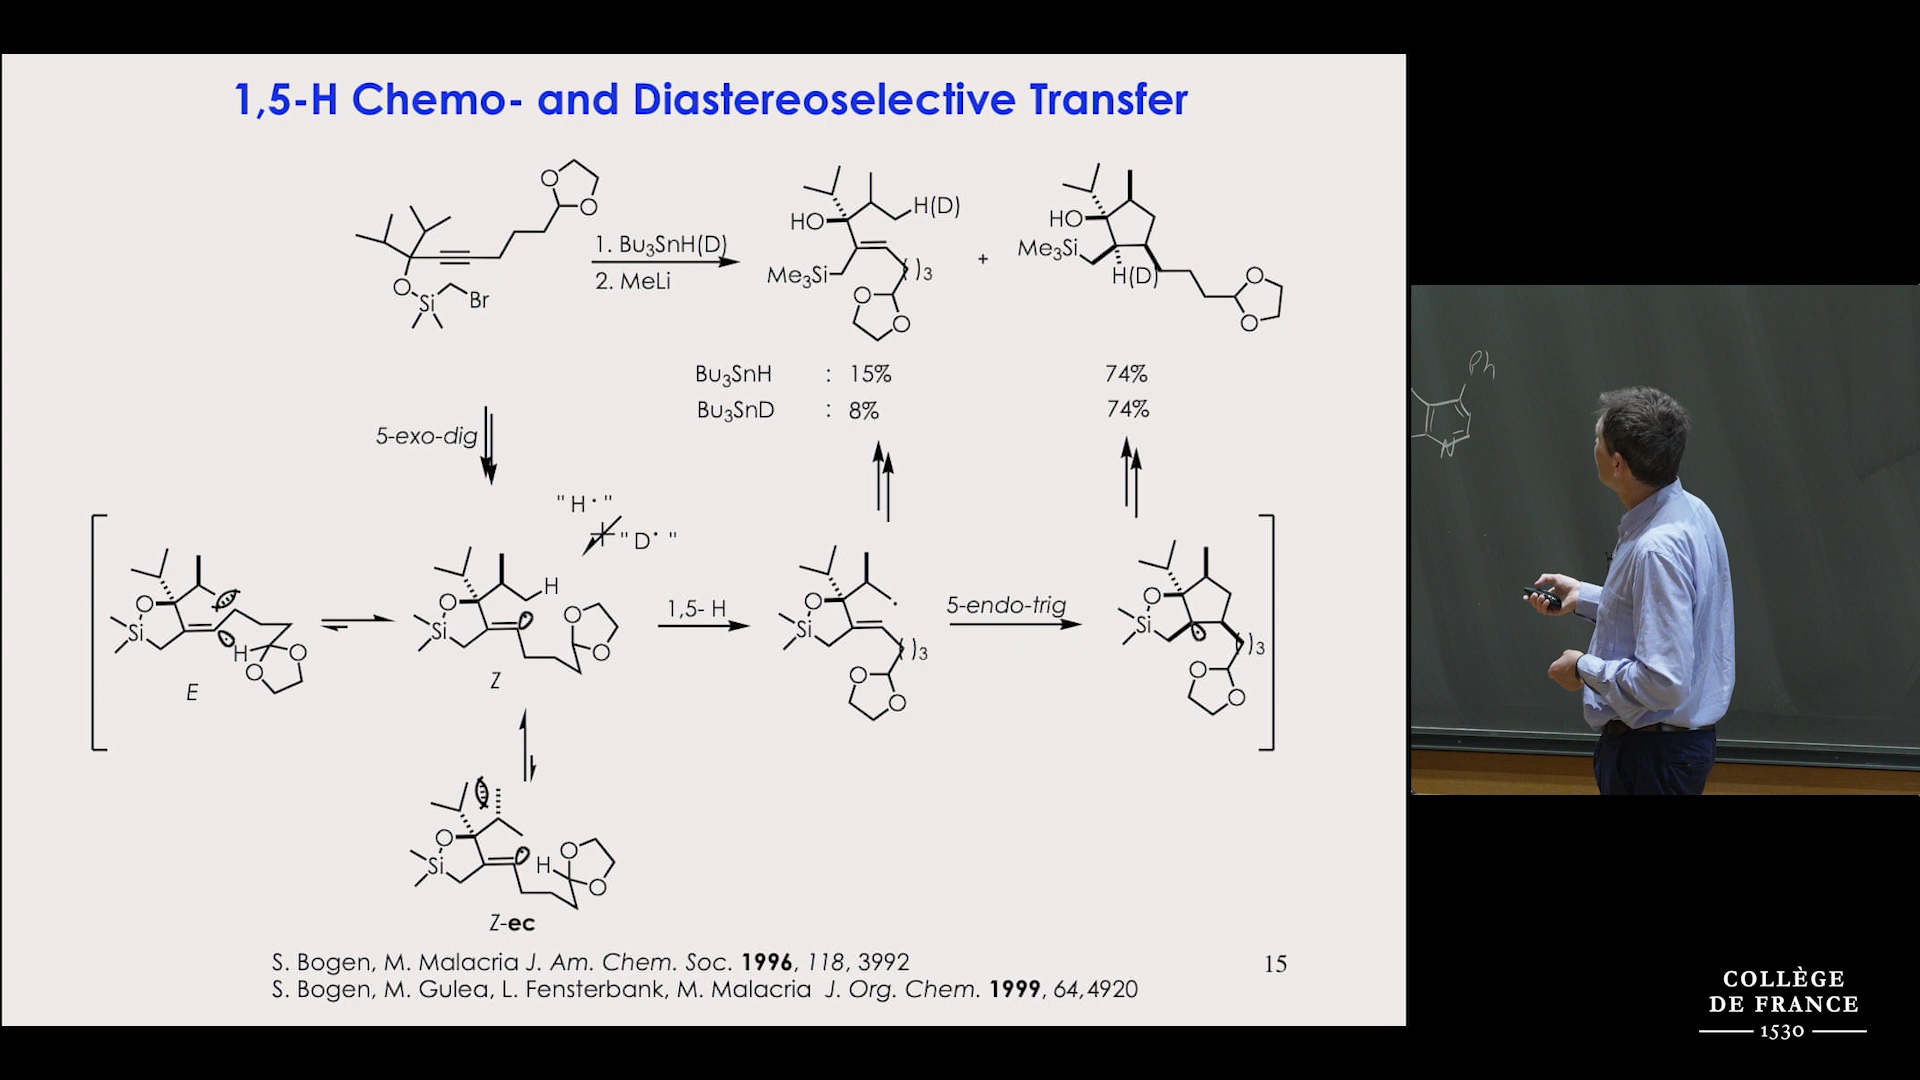 1,5-H Chemo- and Diastereoselective Transfer
O
O
O
Si
Br
1. Bu₃SnH(D)
2. MeLi
HO
H(D)
Me₃Si
( )₃
O
O
+
HO
Me₃Si
H(D)
O
O
Bu₃SnH : 15% 74%
Bu₃SnD : 8% 74%
5-exo-dig
"H·"
"D·"
O
Si
H
O
O
E
O
Si
H
O
O
Z
1,5- H
O
Si
·
( )₃
O
O
5-endo-trig
O
Si
( )₃
O
O
O
Si
H
O
O
Z-ec
S. Bogen, M. Malacria J. Am. Chem. Soc. 1996, 118, 3992
S. Bogen, M. Gulea, L. Fensterbank, M. Malacria J. Org. Chem. 1999, 64,4920
15
Ph
N
COLLÈGE
DE FRANCE
1530